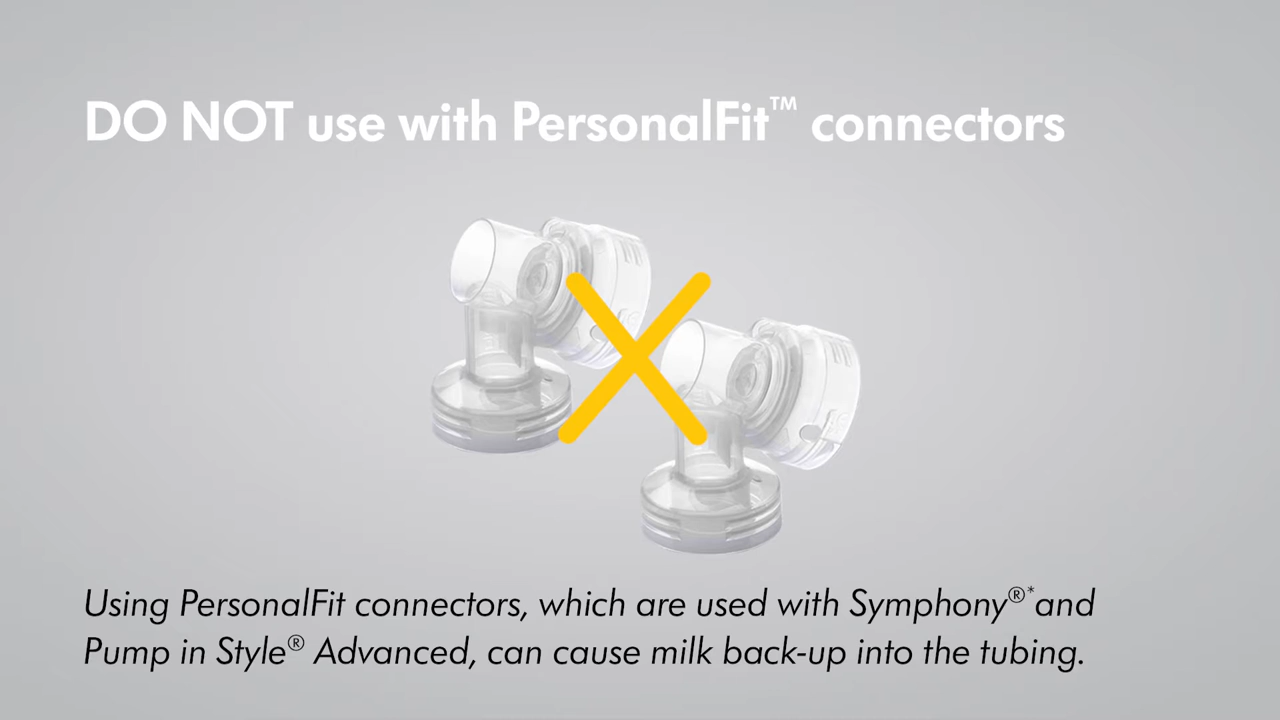 DO NOT use with PersonalFit™ connectors
Using PersonalFit connectors, which are used with Symphony®* and
Pump in Style® Advanced, can cause milk back-up into the tubing.